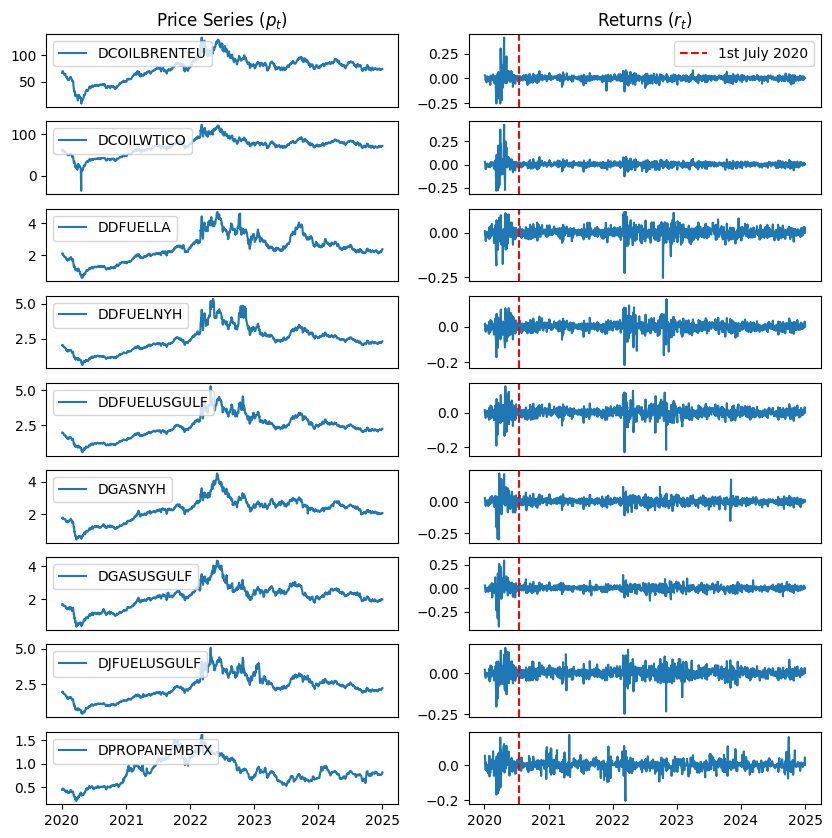 Price Series (p_t)
Returns (r_t)
100
50
DCOILBRENTEU
0.25
0.00
−0.25
1st July 2020
100
0
DCOILWTICO
0.25
0.00
−0.25
4
2
DDFUELLA
0.00
−0.25
5.0
2.5
DDFUELNYH
0.0
−0.2
5.0
2.5
DDFUELUSGULF
0.0
−0.2
4
2
DGASNYH
0.00
−0.25
4
2
DGASUSGULF
0.25
0.00
−0.25
5.0
2.5
DJFUELUSGULF
0.00
−0.25
1.5
1.0
0.5
DPROPANEMBTX
0.0
−0.2
2020 2021 2022 2023 2024 2025
2020 2021 2022 2023 2024 2025